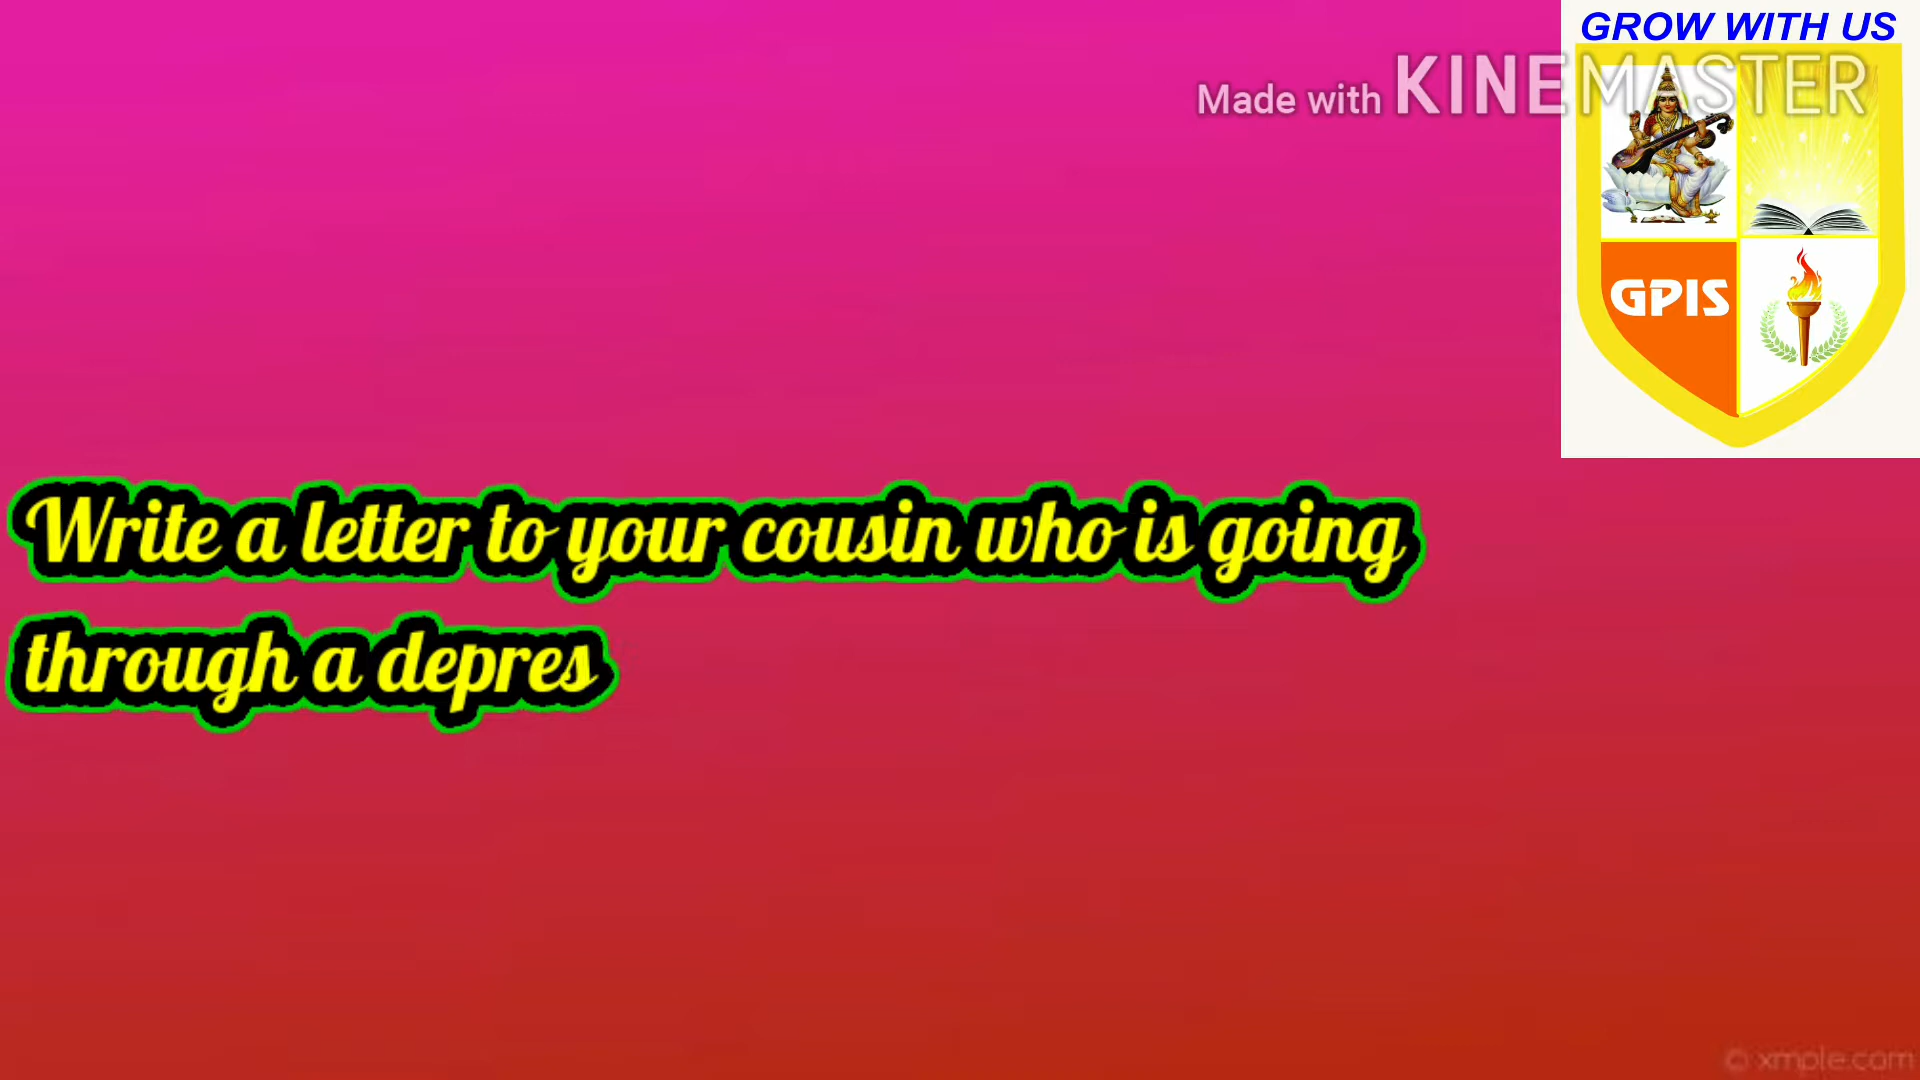 GROW WITH US
Made with KINEMASTER
GPIS
Write a letter to your cousin who is going
through a depres
© xmple.com